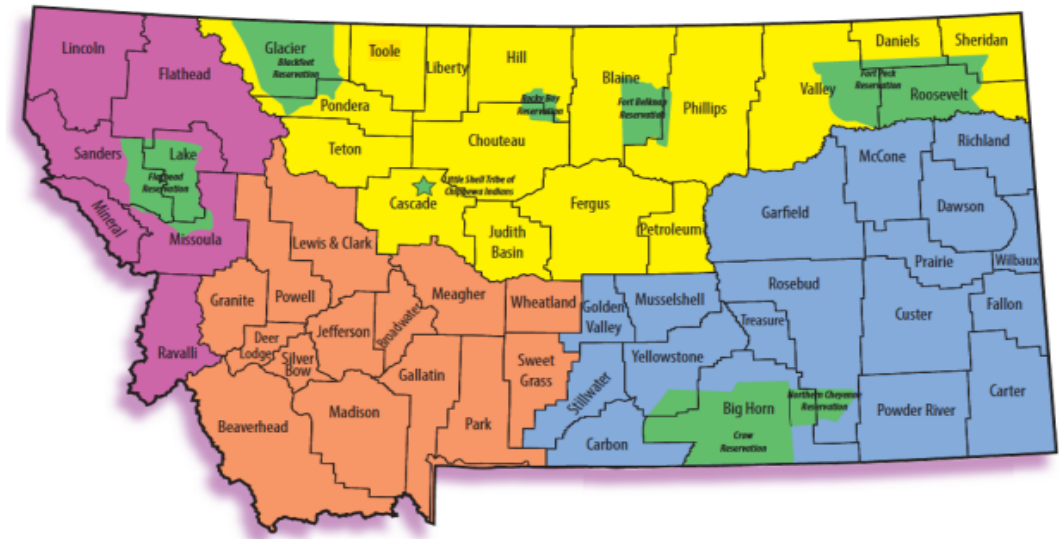 Lincoln
Flathead
Glacier
Blackfeet
Reservation
Toole
Liberty
Hill
Blaine
Phillips
Daniels
Sheridan
Valley
Fort Peck
Reservation
Roosevelt
Pondera
Rocky Boy
Reservation
Fort Belknap
Reservation
Teton
Chouteau
Richland
McCone
Sanders
Lake
Flathead
Reservation
Little Shell Tribe of
Chippewa Indians
Cascade
Fergus
Garfield
Dawson
Mineral
Missoula
Lewis & Clark
Judith
Basin
Petroleum
Prairie
Wibaux
Granite
Powell
Meagher
Wheatland
Golden
Valley
Musselshell
Rosebud
Treasure
Custer
Fallon
Ravalli
Deer
Lodge
Silver
Bow
Jefferson
Broadwater
Gallatin
Sweet
Grass
Stillwater
Yellowstone
Carter
Beaverhead
Madison
Park
Carbon
Big Horn
Crow
Reservation
Northern Cheyenne
Reservation
Powder River